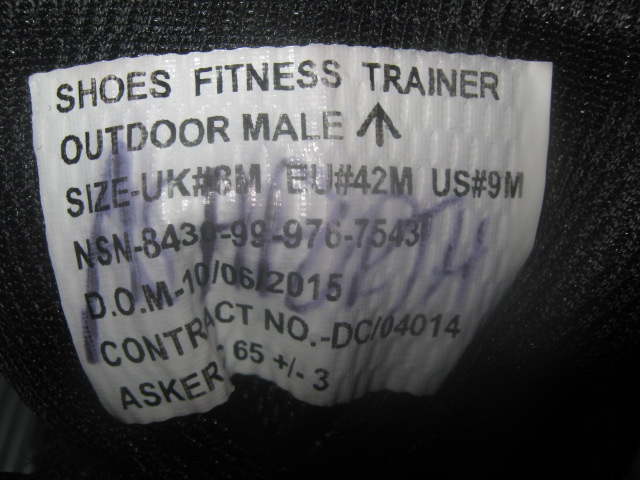 SHOES FITNESS TRAINER
OUTDOOR MALE ↑
SIZE-UK#8M EU#42M US#9M
NSN-8430-99-976-7543
D.O.M-10/06/2015
CONTRACT NO.-DC/04014
ASKER 65 +/- 3